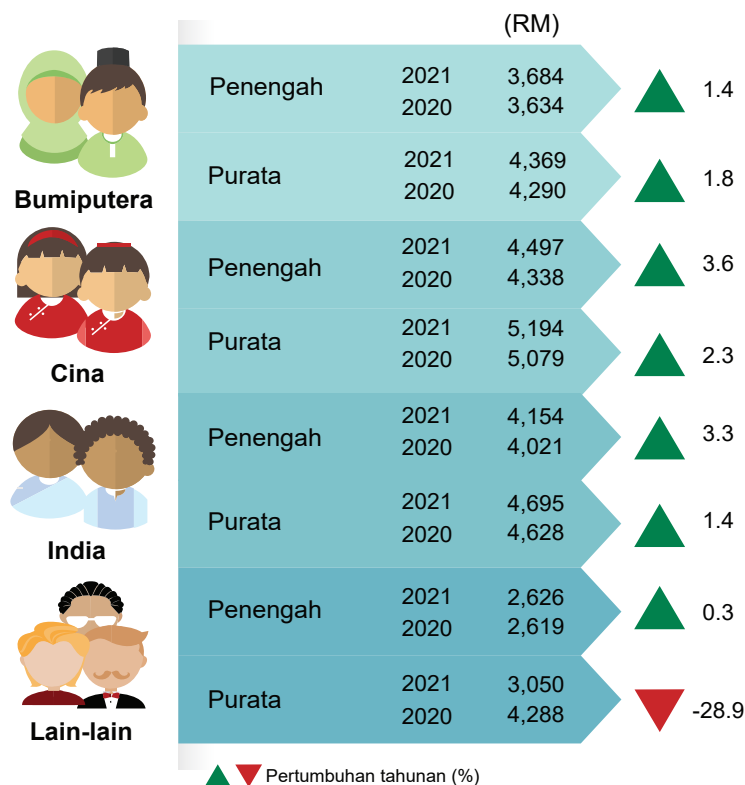 (RM)
Penengah 2021 3,684 1.4
2020 3,634
Purata 2021 4,369 1.8
2020 4,290
Bumiputera
Penengah 2021 4,497 3.6
2020 4,338
Purata 2021 5,194 2.3
2020 5,079
Cina
Penengah 2021 4,154 3.3
2020 4,021
Purata 2021 4,695 1.4
2020 4,628
India
Penengah 2021 2,626 0.3
2020 2,619
Purata 2021 3,050 -28.9
2020 4,288
Lain-lain
Pertumbuhan tahunan (%)